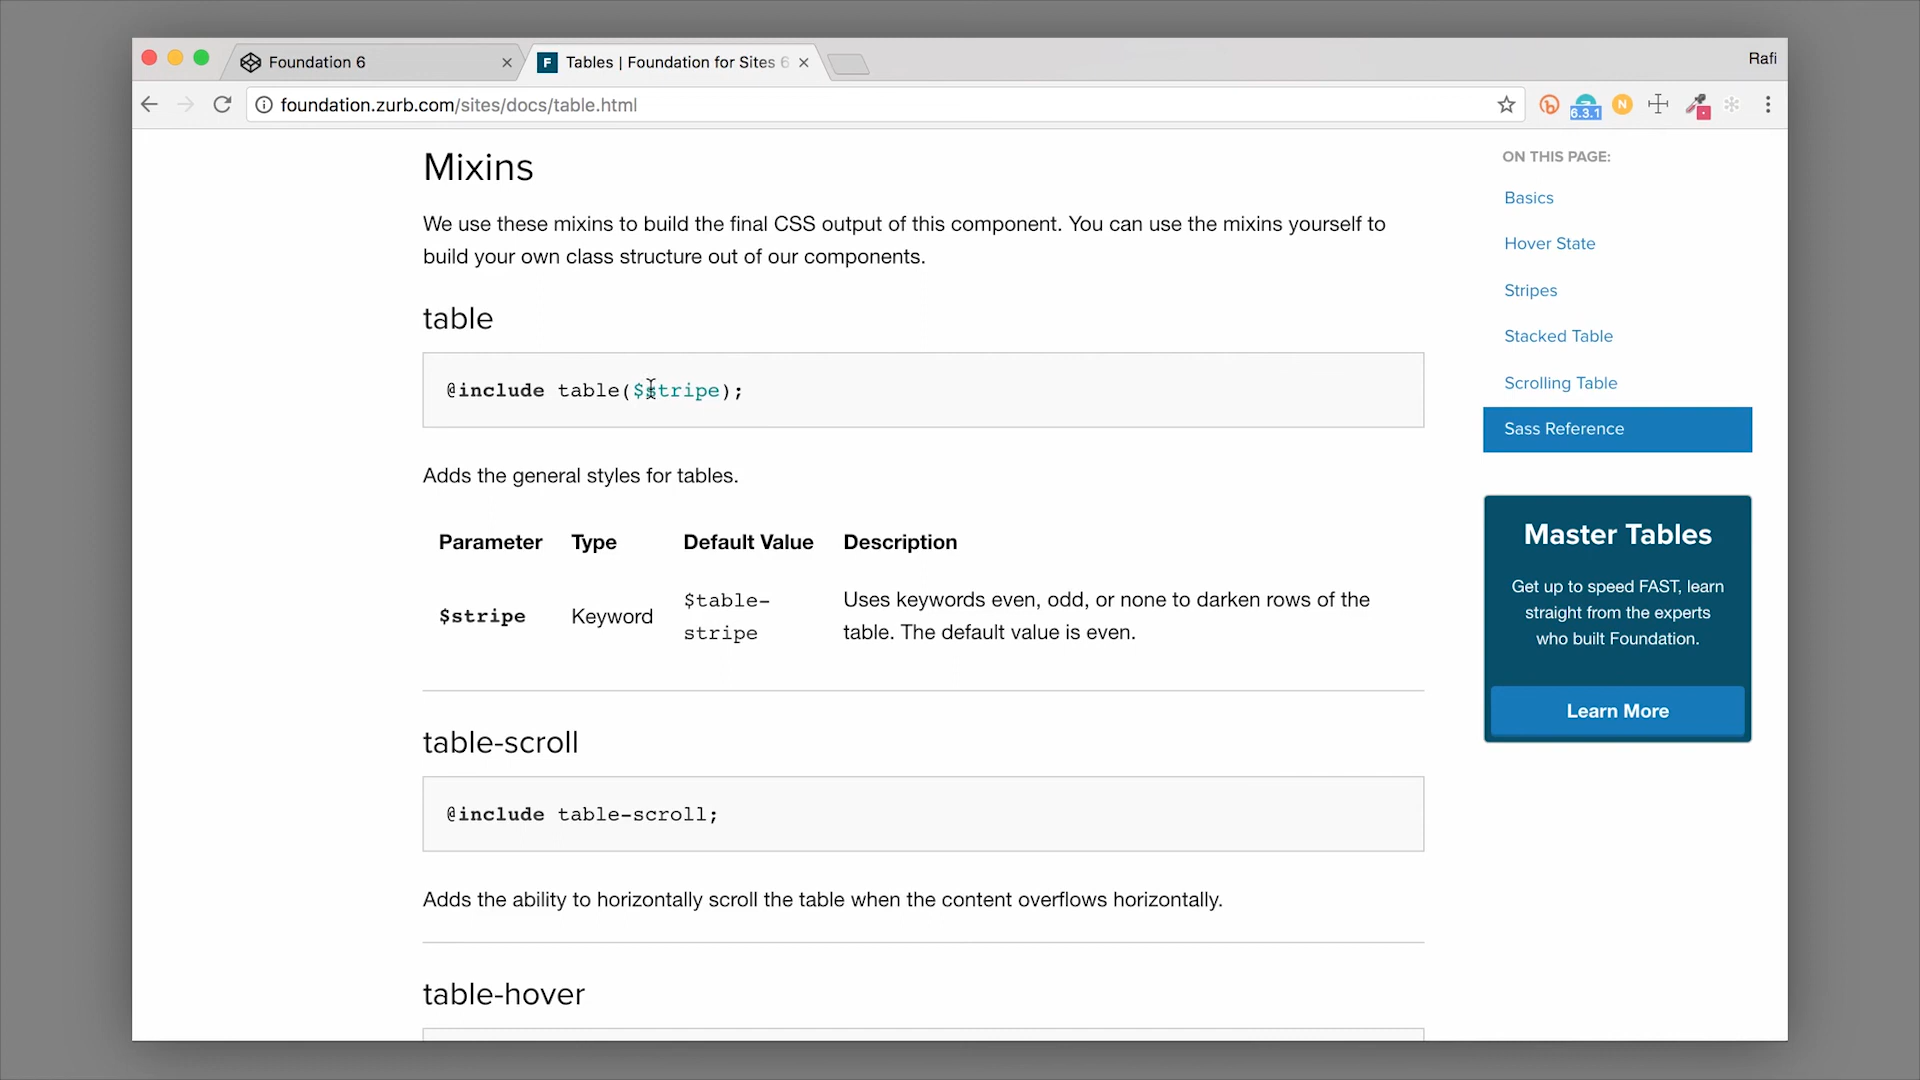 Foundation 6
Tables | Foundation for Sites 6
Rafi
foundation.zurb.com/sites/docs/table.html
6.3.1
N
Mixins
We use these mixins to build the final CSS output of this component. You can use the mixins yourself to
build your own class structure out of our components.
table
@include table($stripe);
Adds the general styles for tables.
Parameter Type Default Value Description
$stripe Keyword $table-
stripe Uses keywords even, odd, or none to darken rows of the
table. The default value is even.
table-scroll
@include table-scroll;
Adds the ability to horizontally scroll the table when the content overflows horizontally.
table-hover
ON THIS PAGE:
Basics
Hover State
Stripes
Stacked Table
Scrolling Table
Sass Reference
Master Tables
Get up to speed FAST, learn
straight from the experts
who built Foundation.
Learn More